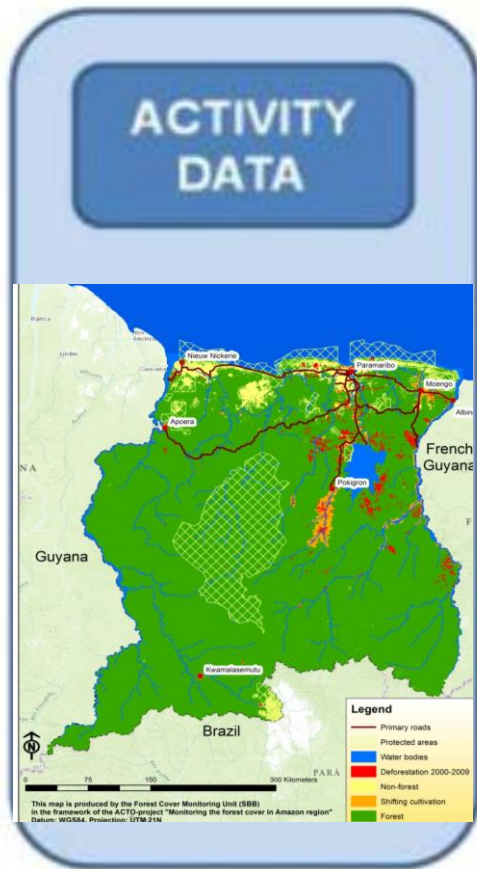 ACTIVITY
DATA
Linden
Nieuw Nickerie
Paramaribo
Moengo
Albina
Apoera
French
Guyana
Pokigron
Guyana
Kwamalasemutu
Brazil
PARÁ
N
0 75 150 300 Kilometers
This map is produced by the Forest Cover Monitoring Unit (SBB)
in the framework of the ACTO-project "Monitoring the forest cover in Amazon region"
Datum: WGS84, Projection: UTM 21N
Legend
Primary roads
Protected areas
Water bodies
Deforestation 2000-2009
Non-forest
Shifting cultivation
Forest